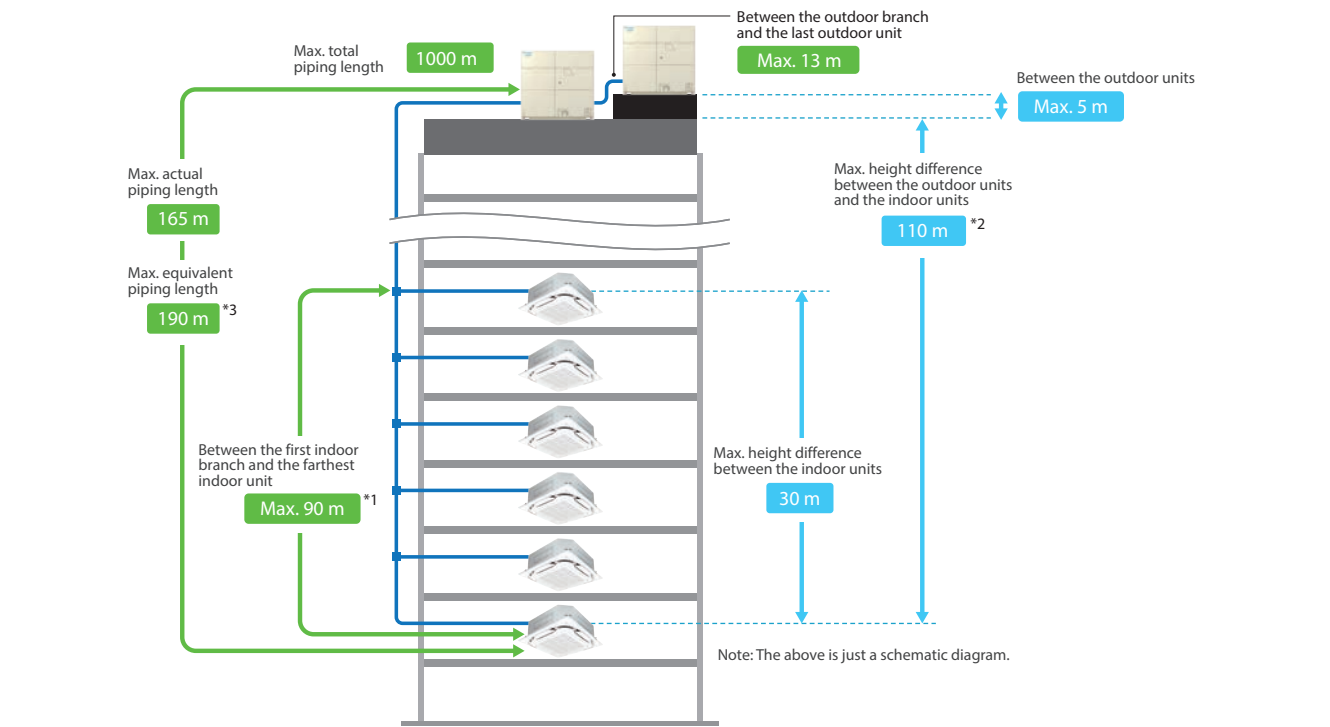 Between the outdoor branch
and the last outdoor unit
Max. 13 m
Max. total
piping length
1000 m
Between the outdoor units
Max. 5 m
Max. actual
piping length
165 m
Max. height difference
between the outdoor units
and the indoor units
110 m *2
Max. equivalent
piping length
190 m *3
Between the first indoor
branch and the farthest
indoor unit
Max. 90 m *1
Max. height difference
between the indoor units
30 m
Note: The above is just a schematic diagram.